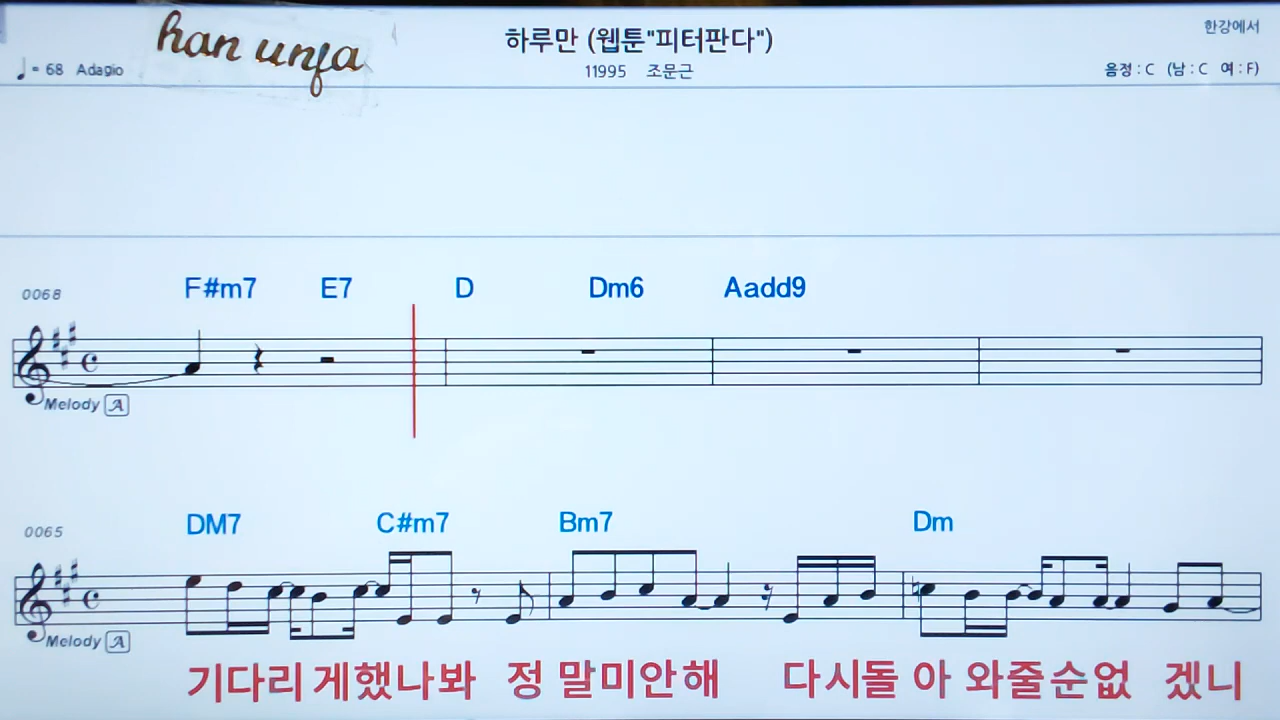 han unfa
하루만 (웹툰"피터판다")
한강에서
♩= 68 Adagio
11995 조문근
음정 : C (남 : C 여 : F)
F#m7 E7 D Dm6 Aadd9
0068
Melody A
DM7 C#m7 Bm7 Dm
0065
Melody A
기다리게했나봐 정 말미안해 다시돌 아 와줄순없 겠니